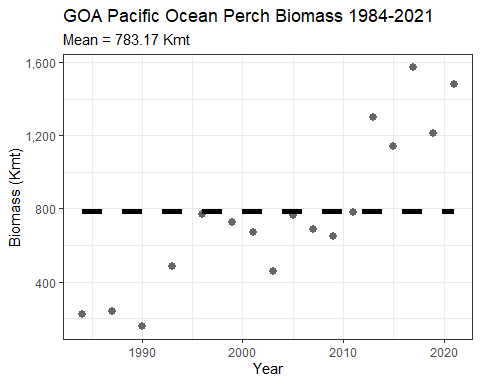 GOA Pacific Ocean Perch Biomass 1984-2021
Mean = 783.17 Kmt
Biomass (Kmt)
1,600
1,200
800
400
1990 2000 2010 2020
Year